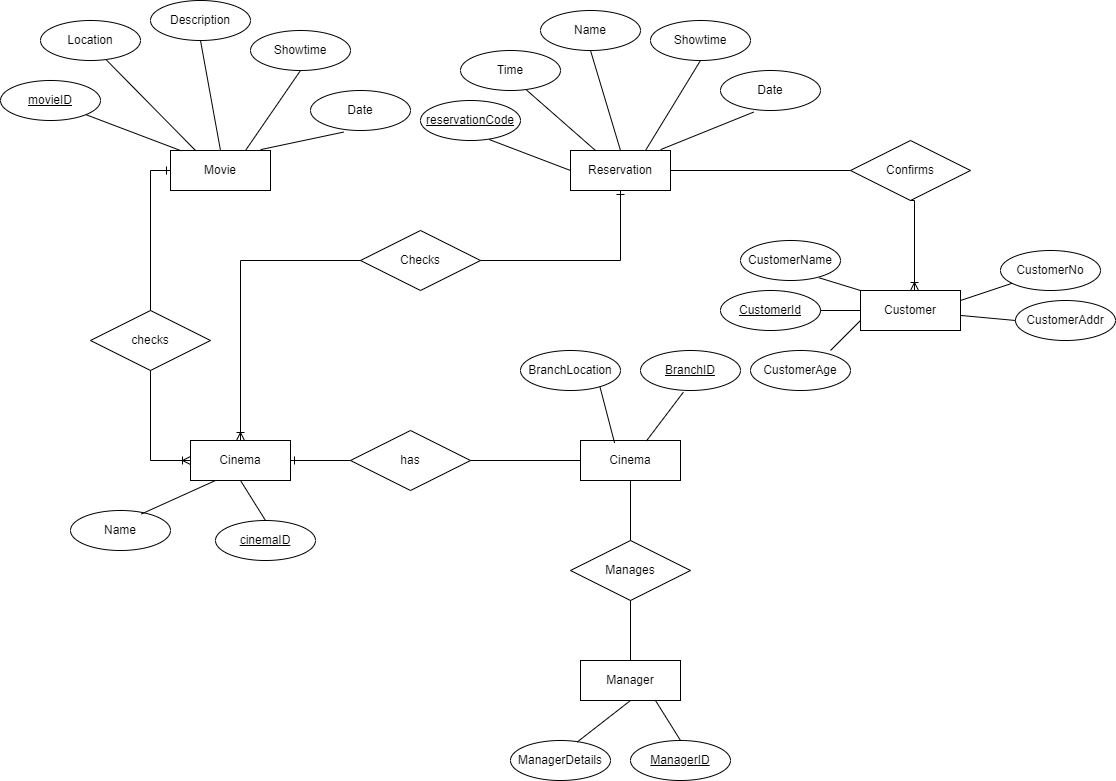 Description
Location
Showtime
movieID
Date
Movie
Name
Showtime
Time
Date
reservationCode
Reservation
Confirms
Checks
CustomerName
CustomerNo
CustomerId
Customer
CustomerAddr
CustomerAge
checks
BranchLocation
BranchID
Cinema
has
Cinema
Name
cinemaID
Manages
Manager
ManagerDetails
ManagerID